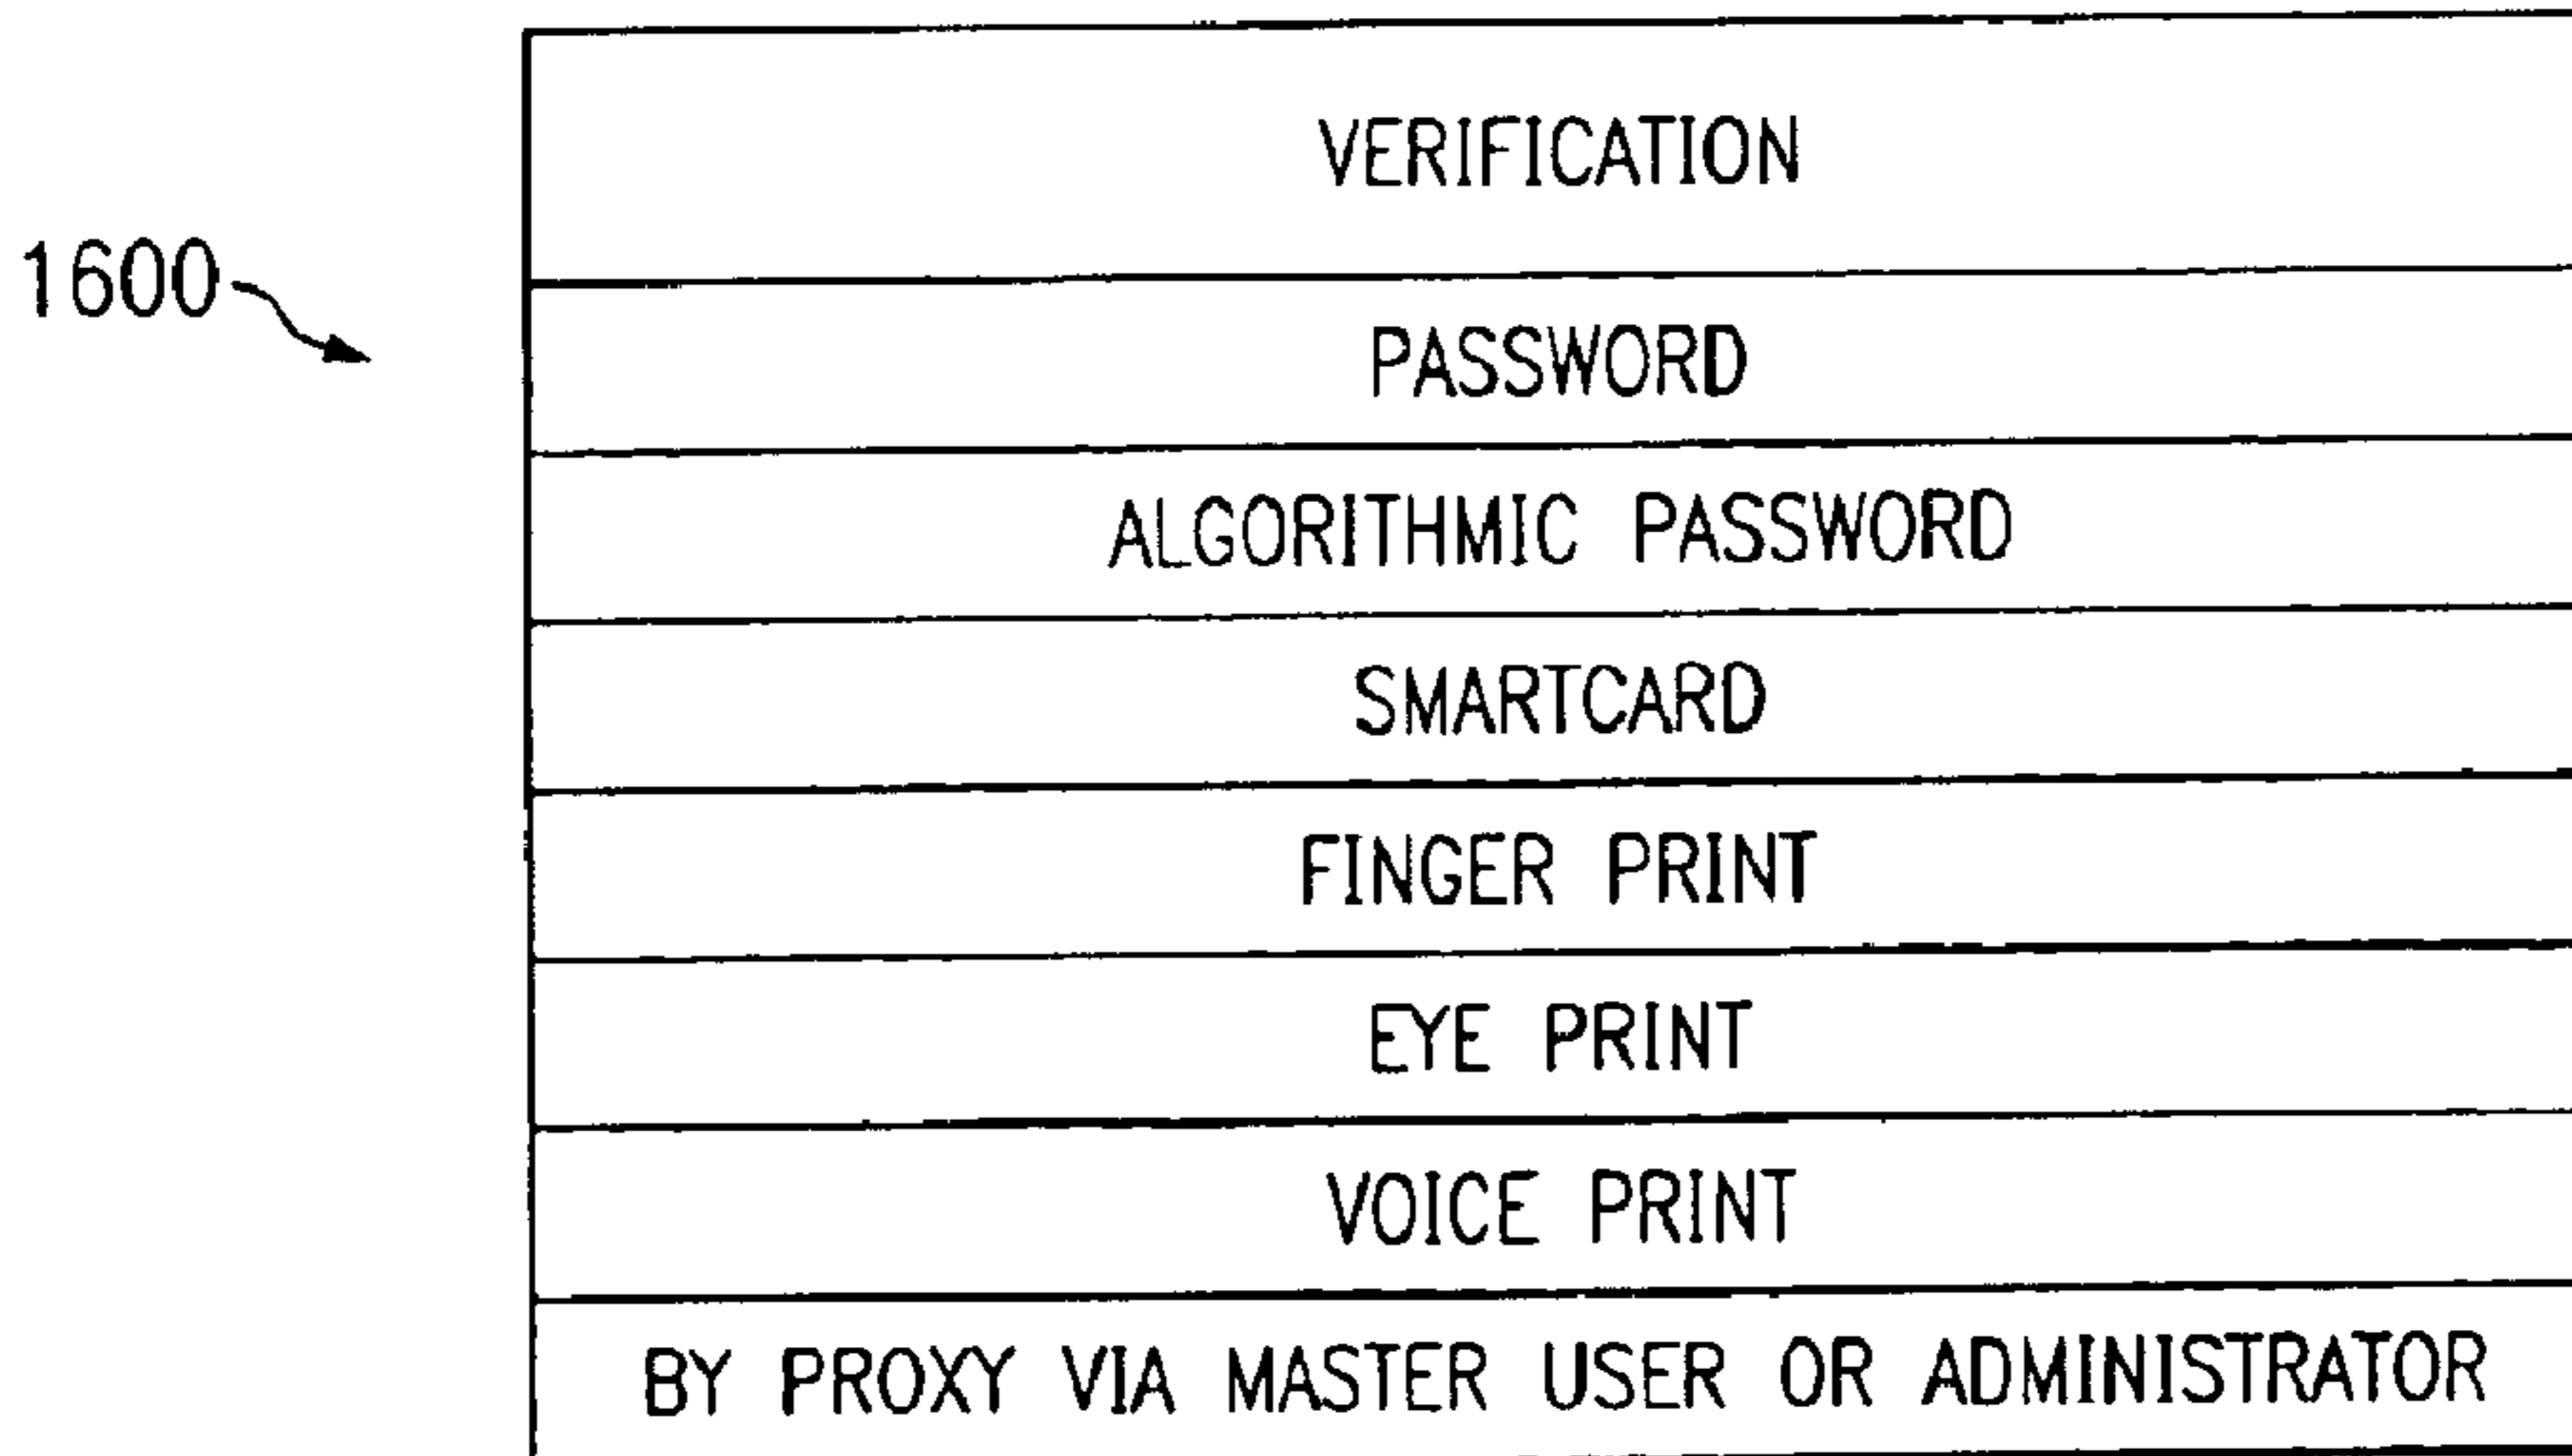 VERIFICATION
1600
PASSWORD
ALGORITHMIC PASSWORD
SMARTCARD
FINGER PRINT
EYE PRINT
VOICE PRINT
BY PROXY VIA MASTER USER OR ADMINISTRATOR